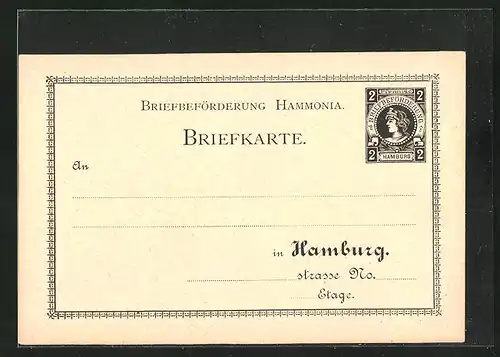 BRIEFBEFÖRDERUNG HAMMONIA.
BRIEFKARTE.
2 2
BRIEFBEFÖRDERUNG
2 HAMBURG 2
An
in Hamburg.
strasse No.
Etage.